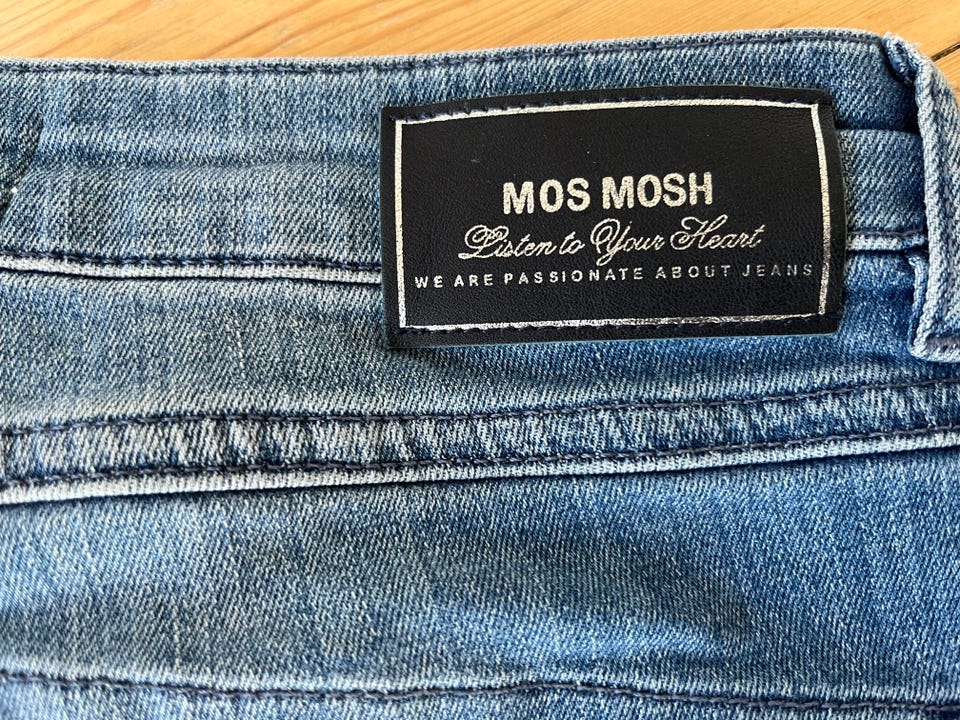 MOS MOSH
Listen to Your Heart
WE ARE PASSIONATE ABOUT JEANS